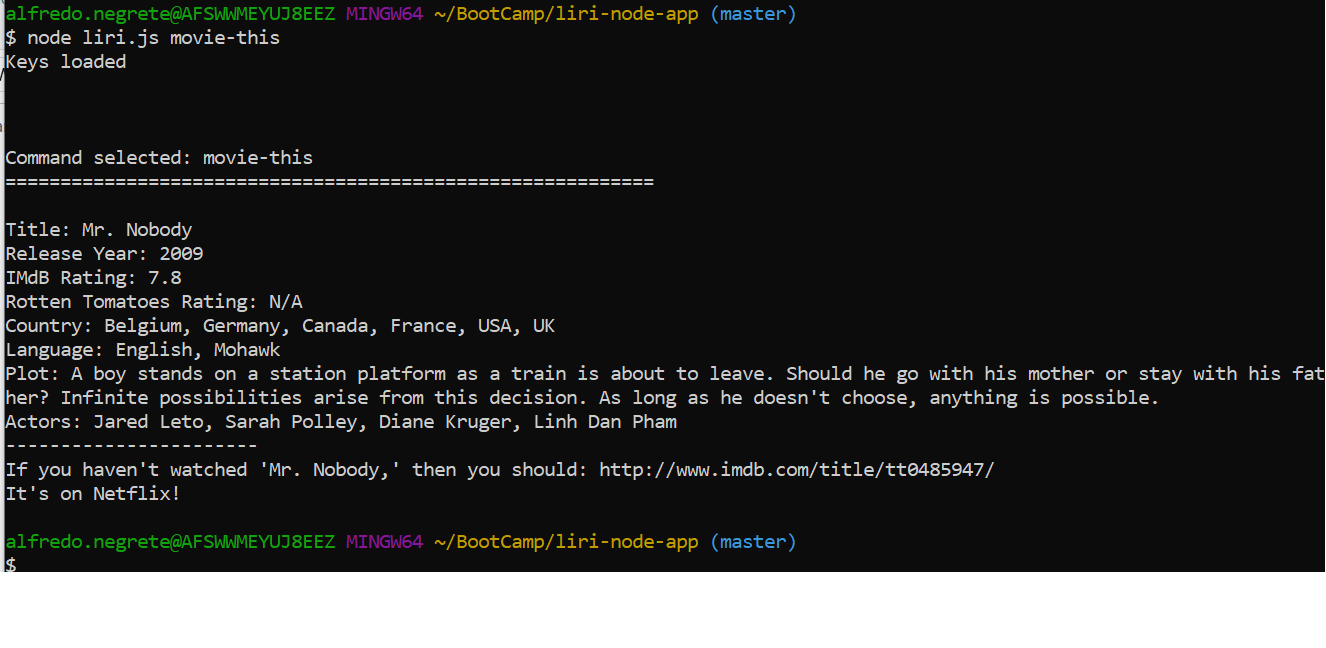 alfredo.negrete@AFSWWMEYUJ8EEZ MINGW64 ~/BootCamp/liri-node-app (master)
$ node liri.js movie-this
Keys loaded
Command selected: movie-this
===========================================================
Title: Mr. Nobody
Release Year: 2009
IMdB Rating: 7.8
Rotten Tomatoes Rating: N/A
Country: Belgium, Germany, Canada, France, USA, UK
Language: English, Mohawk
Plot: A boy stands on a station platform as a train is about to leave. Should he go with his mother or stay with his fat
her? Infinite possibilities arise from this decision. As long as he doesn't choose, anything is possible.
Actors: Jared Leto, Sarah Polley, Diane Kruger, Linh Dan Pham
-----------------------
If you haven't watched 'Mr. Nobody,' then you should: http://www.imdb.com/title/tt0485947/
It's on Netflix!
alfredo.negrete@AFSWWMEYUJ8EEZ MINGW64 ~/BootCamp/liri-node-app (master)
$